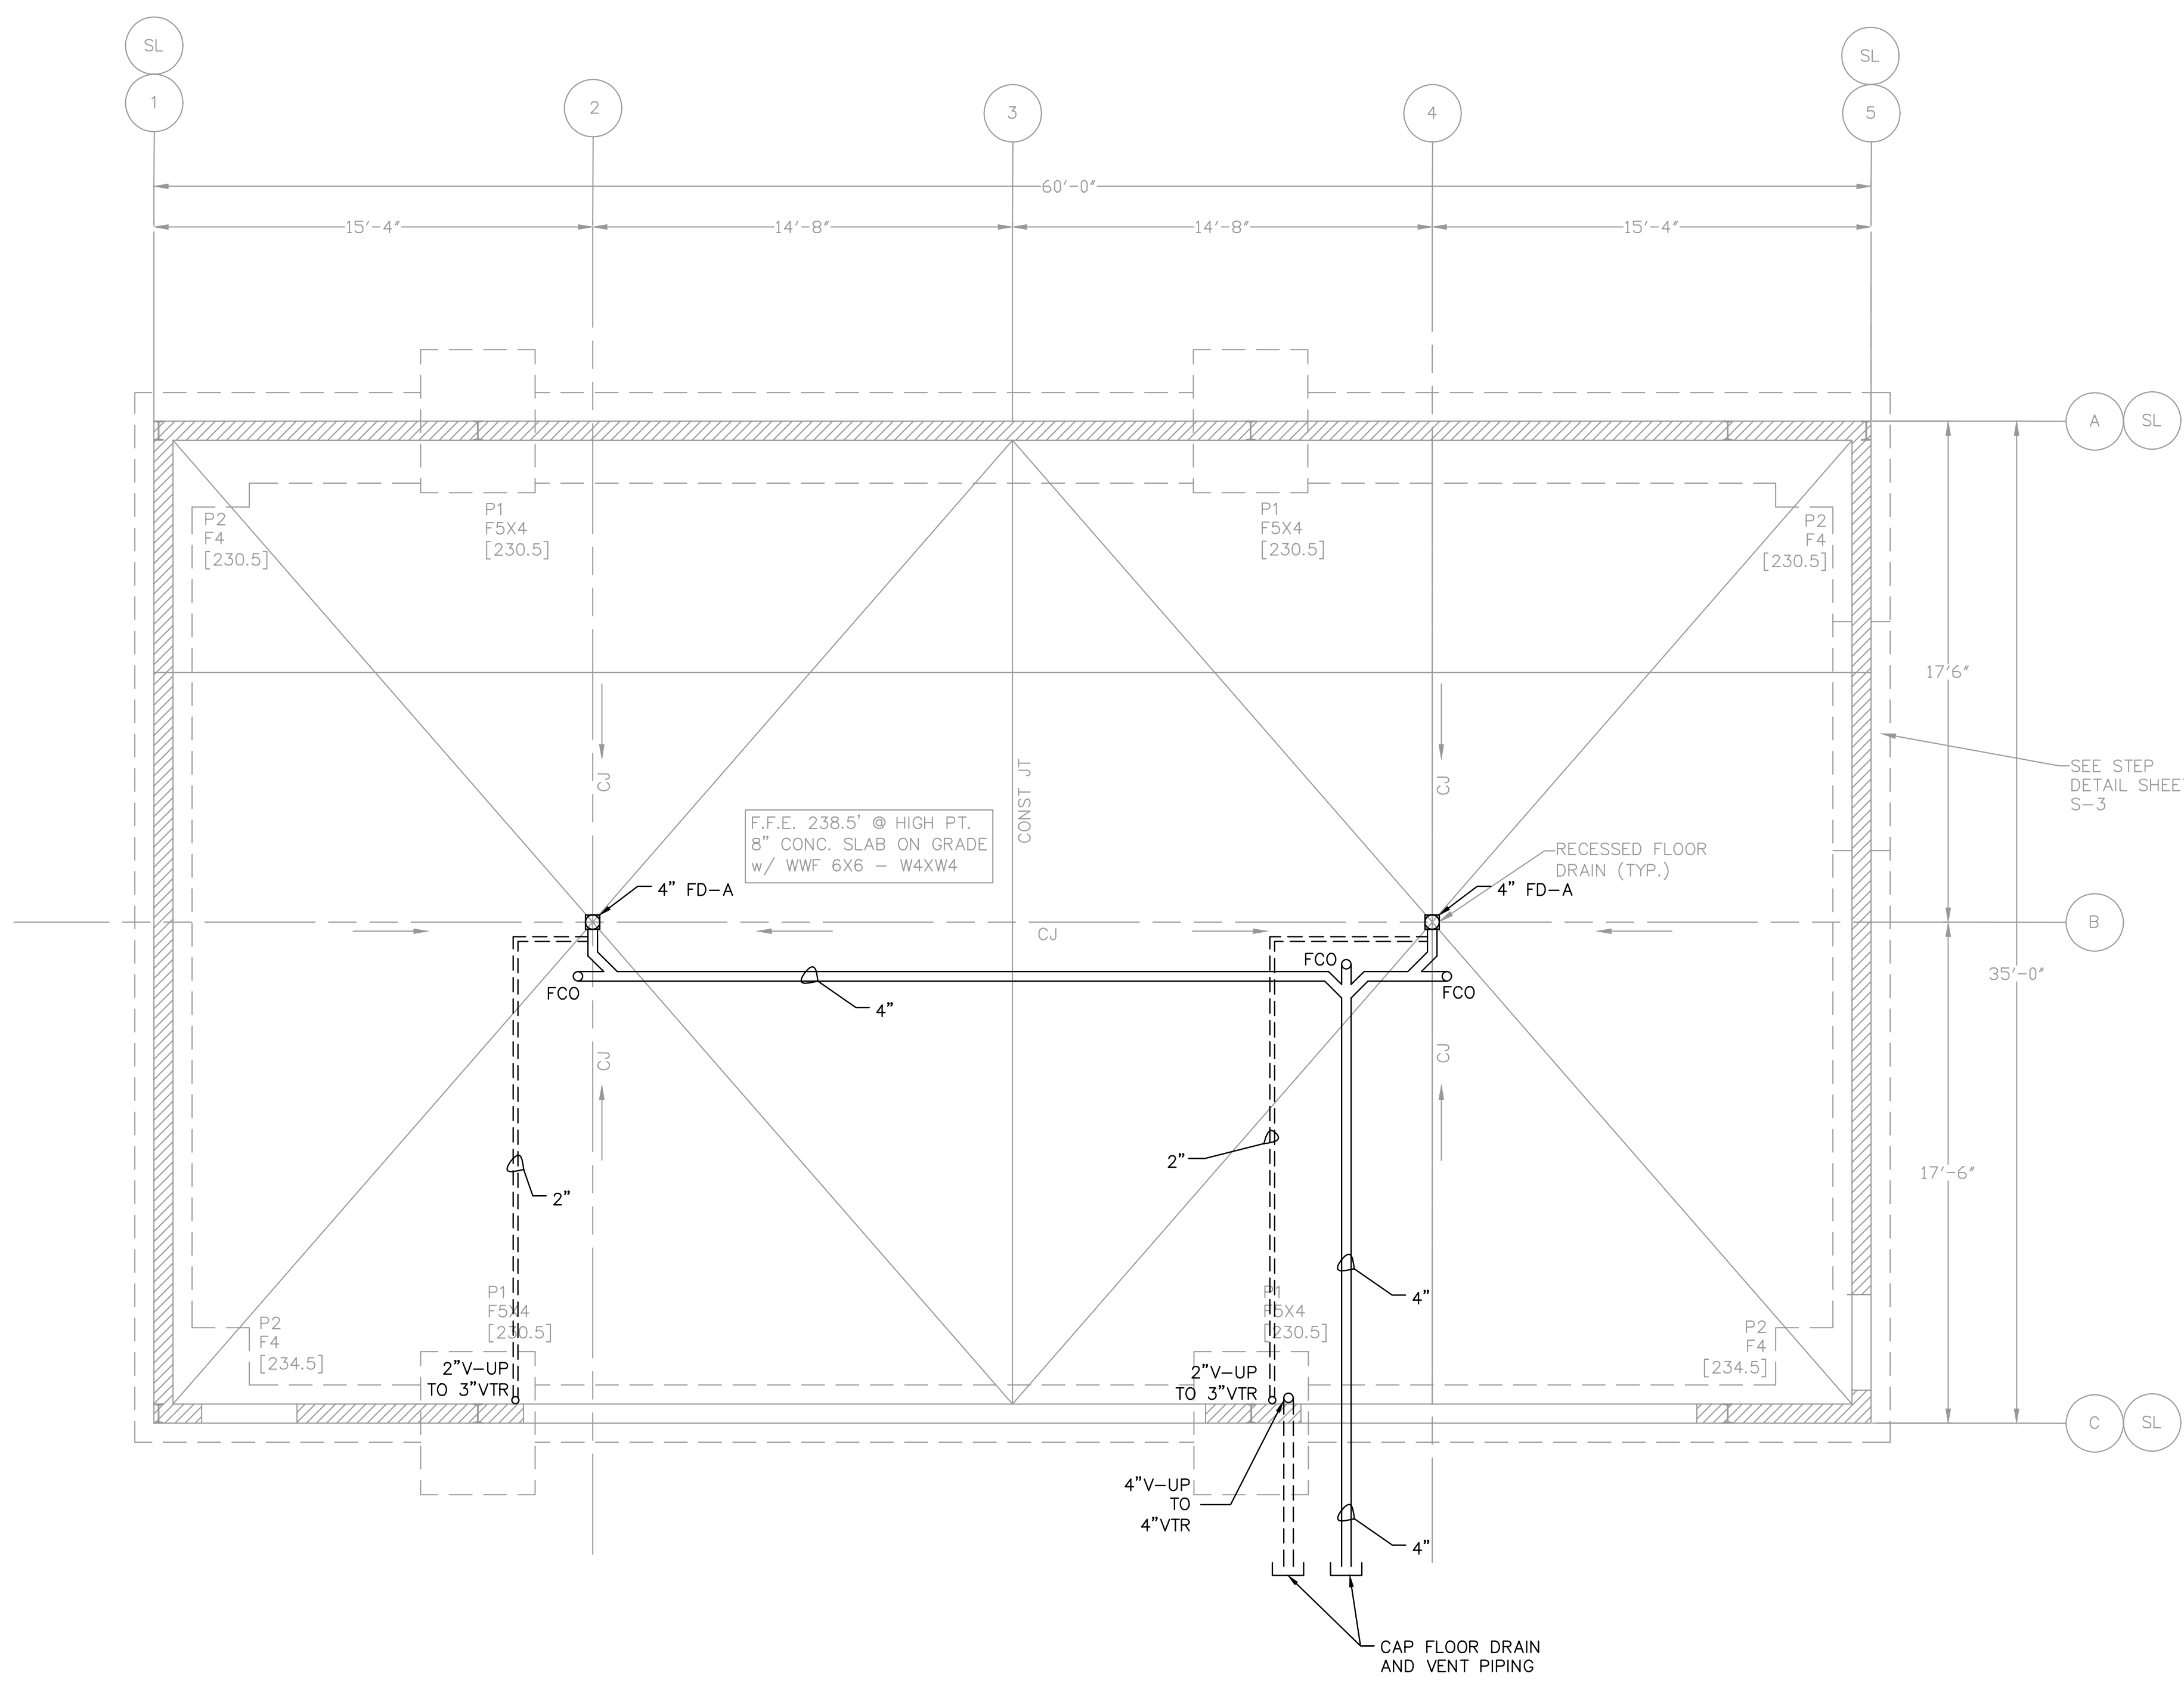 SL
SL
1
2
3
4
5
60'-0"
15'-4"
14'-8"
14'-8"
15'-4"
A
SL
P2
F4
[230.5]
P1
F5X4
[230.5]
P1
F5X4
[230.5]
P2
F4
[230.5]
17'6"
CJ
CJ
CONST JT
SEE STEP
DETAIL SHEET
S-3
F.F.E. 238.5' @ HIGH PT.
8" CONC. SLAB ON GRADE
w/ WWF 6X6 - W4XW4
RECESSED FLOOR
DRAIN (TYP.)
4" FD-A
4" FD-A
B
CJ
FCO
FCO
FCO
35'-0"
4"
CJ
CJ
2"
2"
17'-6"
4"
P1
F5X4
[230.5]
P1
F5X4
[230.5]
P2
F4
[234.5]
P2
F4
[234.5]
2"V-UP
TO 3"VTR
2"V-UP
TO 3"VTR
C
SL
4"V-UP
TO
4"VTR
4"
CAP FLOOR DRAIN
AND VENT PIPING